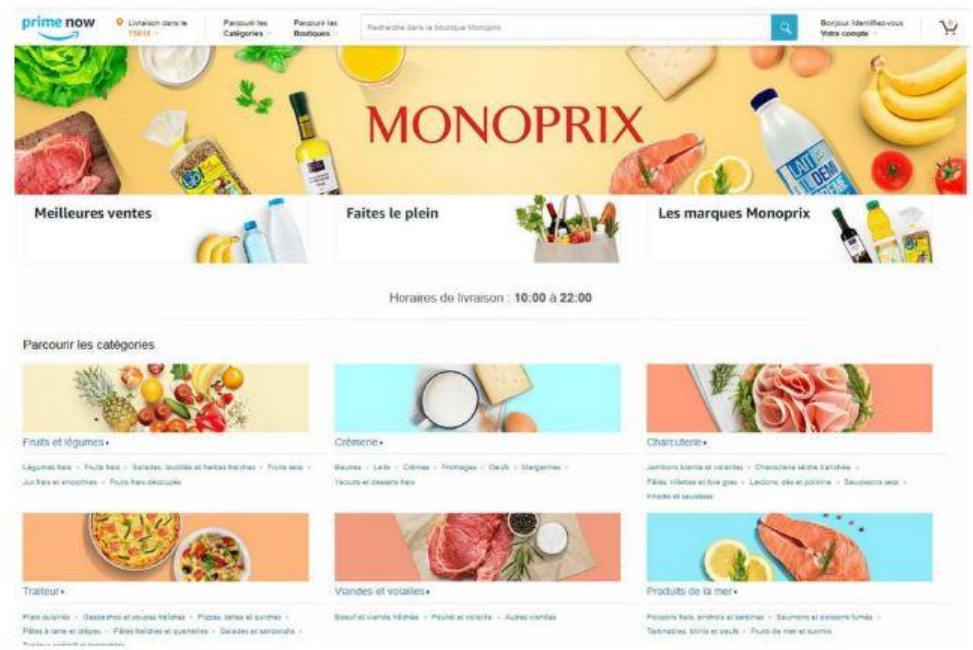 prime now
Livraison dans le
Parcourir les
Catégories
Parcourir les
Boutiques
Recherche dans la boutique Monoprix
Bonjour. Identifiez-vous
Votre compte
MONOPRIX
LAIT
DEMI
Meilleures ventes
Faites le plein
Les marques Monoprix
Horaires de livraison : 10:00 à 22:00
Parcourir les catégories
Fruits et légumes
Crèmerie
Charcuterie
Légumes frais • Fruits frais • Salades, crudités et herbes fraîches • Fruits secs •
Jus frais et smoothies • Fruits frais découpés
Beurres • Laits • Crèmes • Fromages • Oeufs • Margarines •
Yaourts et desserts frais
Jambons blancs et volailles • Charcuterie sèche tranchée •
Pâtés, rillettes et foie gras • Lardons, dés et poitrine • Saucissons secs •
Knacks et saucisses
Traiteur
Viandes et volailles
Produits de la mer
Plats cuisinés • Gazpachos et soupes fraîches • Pizzas, tartes et quiches •
Pâtes à tarte et crêpes • Pâtes fraîches et quenelles • Salades et sandwichs •
Boeuf et viande hachée • Poulet et volaille • Autres viandes
Poissons frais, anchois et sardines • Saumons et poissons fumés •
Tartinables, blinis et oeufs • Fruits de mer et surimis